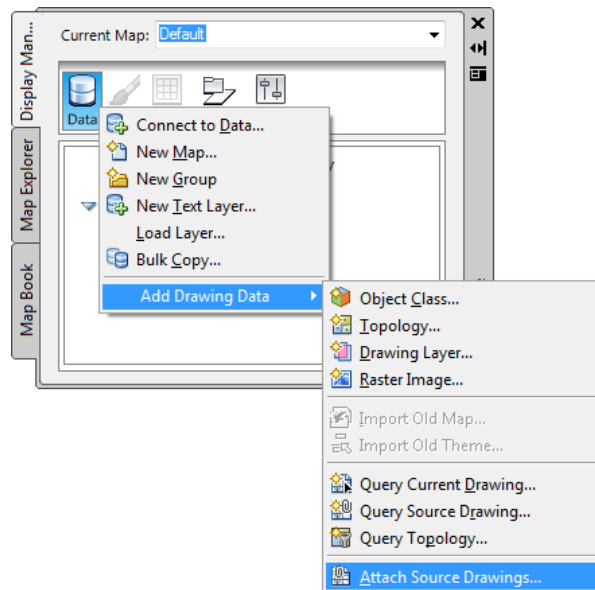 Current Map: Default
Display Man...
Map Explorer
Map Book
Data
Connect to Data...
New Map...
New Group
New Text Layer...
Load Layer...
Bulk Copy...
Add Drawing Data
Object Class...
Topology...
Drawing Layer...
Raster Image...
Import Old Map...
Import Old Theme...
Query Current Drawing...
Query Source Drawing...
Query Topology...
Attach Source Drawings...